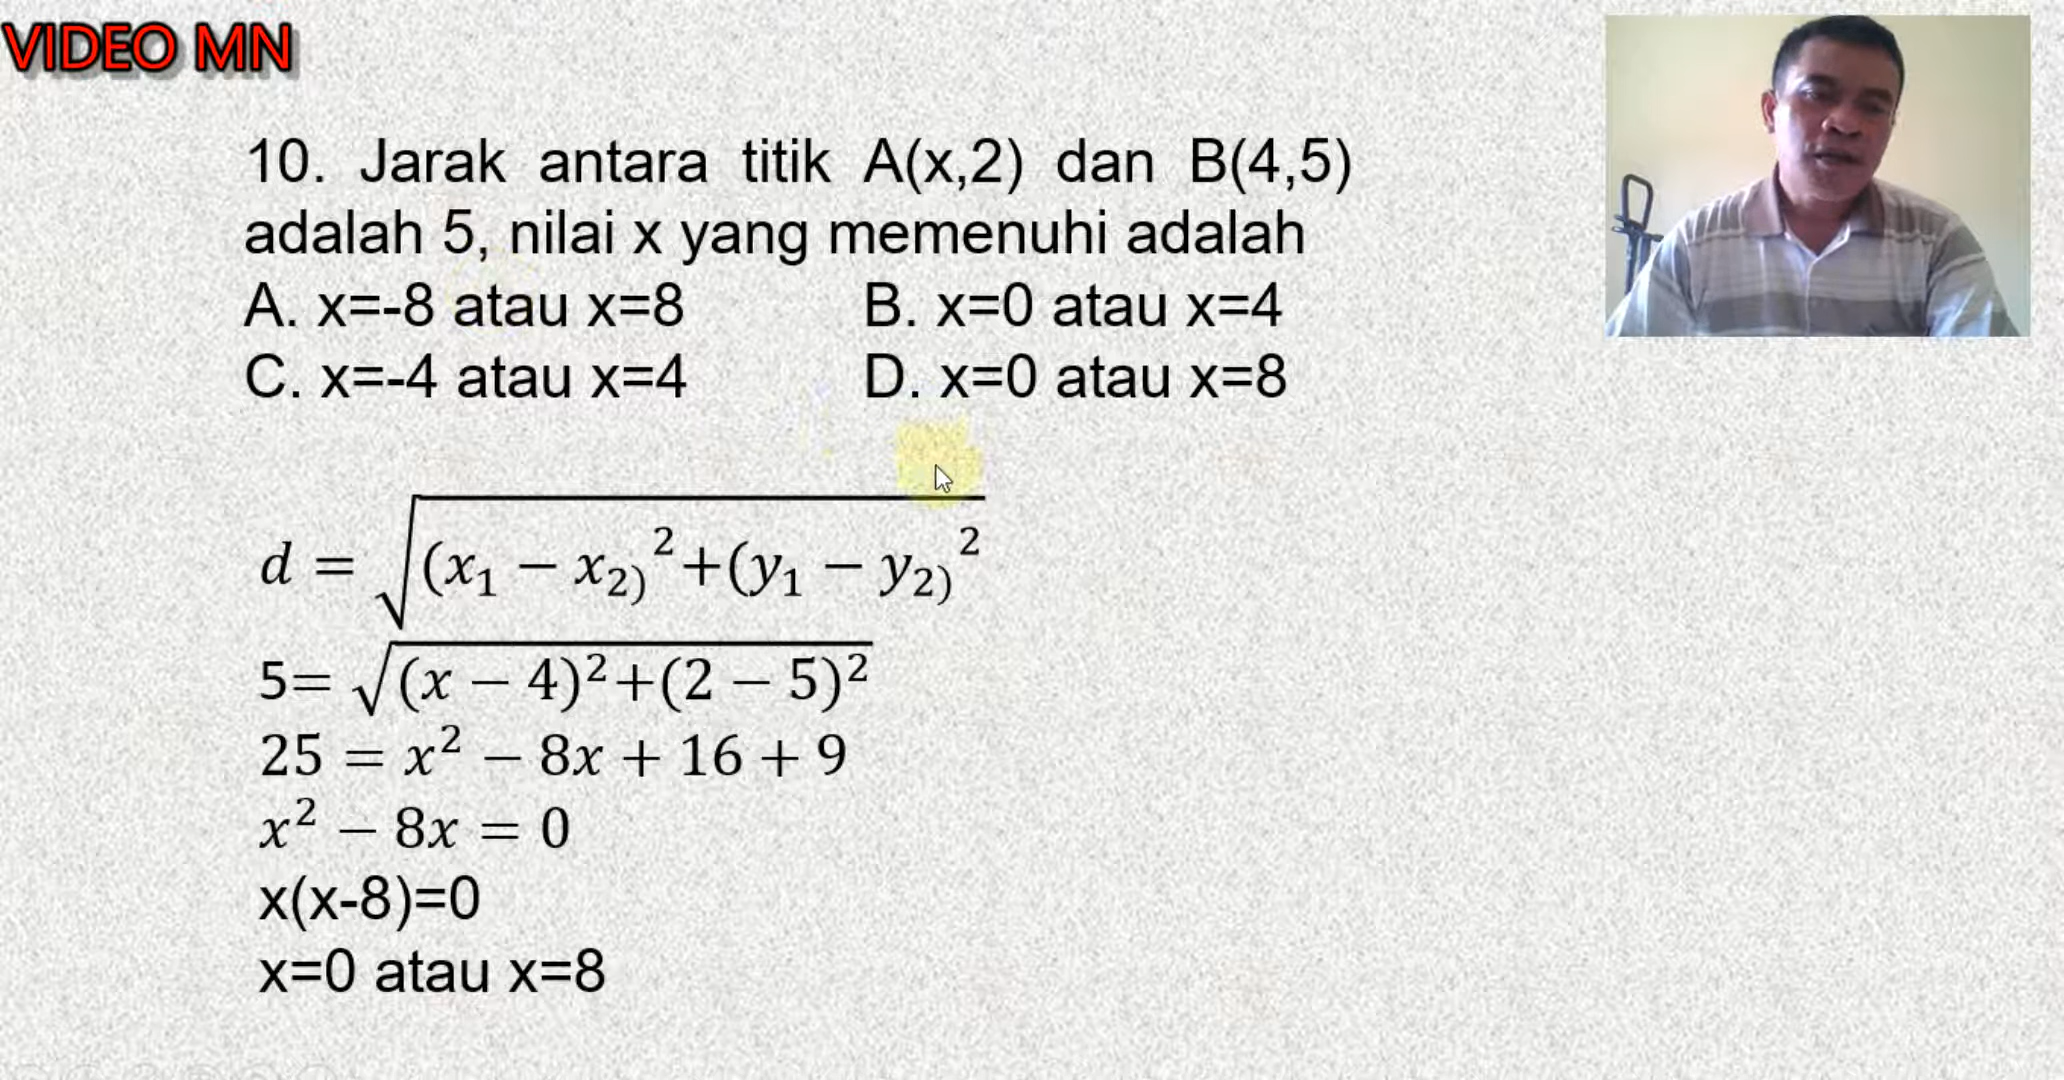 VIDEO MN
10. Jarak antara titik A(x,2) dan B(4,5)
adalah 5, nilai x yang memenuhi adalah
A. x=-8 atau x=8 B. x=0 atau x=4
C. x=-4 atau x=4 D. x=0 atau x=8
d = √(x₁ − x₂₎² +(y₁ − y₂₎²
5= √(x − 4)²+(2 − 5)²
25 = x² − 8x + 16 + 9
x² − 8x = 0
x(x-8)=0
x=0 atau x=8